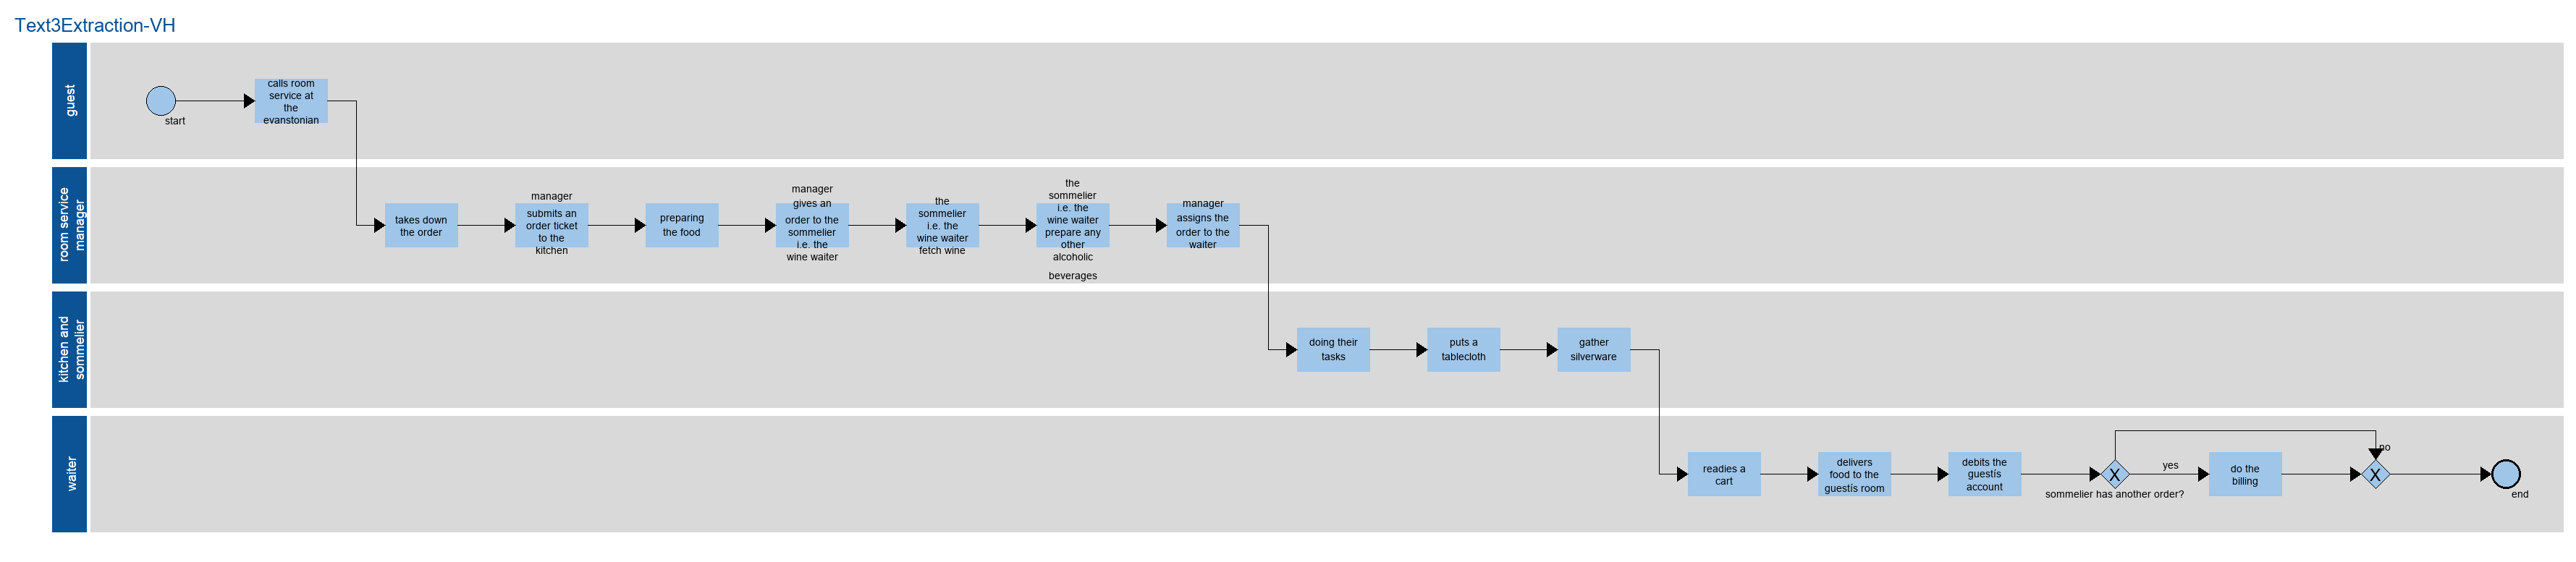 Text3Extraction-VH
guest
start
calls room
service at
the
evanstonian
room service
manager
takes down
the order
manager
submits an
order ticket
to the
kitchen
preparing
the food
manager
gives an
order to the
sommelier
i.e. the
wine waiter
the
sommelier
i.e. the
wine waiter
fetch wine
the
sommelier
i.e. the
wine waiter
prepare any
other
alcoholic
beverages
manager
assigns the
order to the
waiter
kitchen and
sommelier
doing their
tasks
puts a
tablecloth
gather
silverware
waiter
readies a
cart
delivers
food to the
guestís room
debits the
guestís
account
X
sommelier has another order?
yes
do the
billing
no
X
end